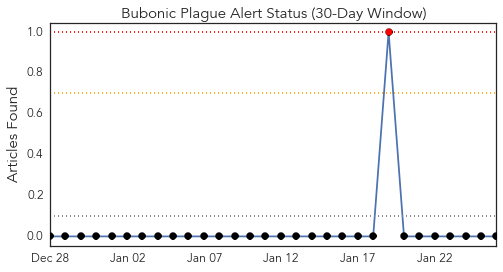 Bubonic Plague Alert Status (30-Day Window)
Articles Found
1.0
0.8
0.6
0.4
0.2
0.0
Dec 28 Jan 02 Jan 07 Jan 12 Jan 17 Jan 22